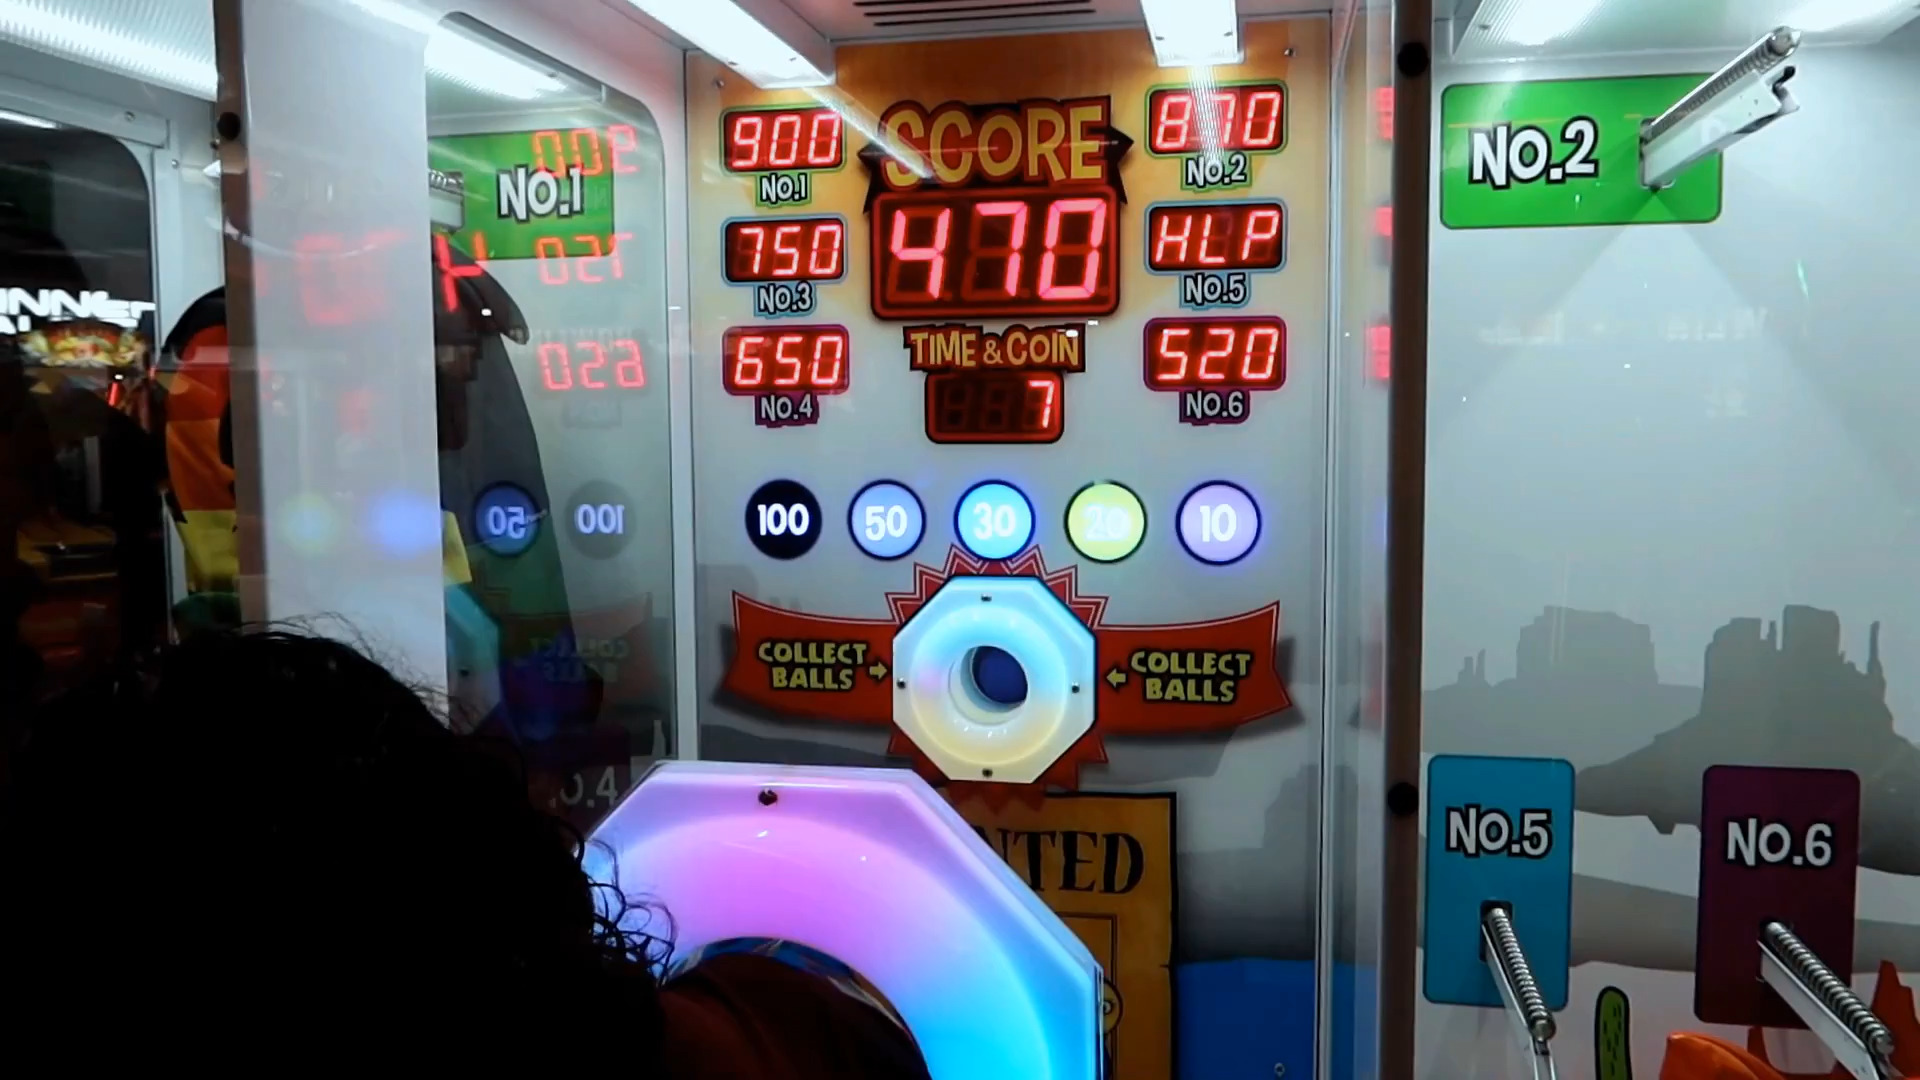 900
NO.1
SCORE
870
NO.2
NO.1
NO.2
750
NO.3
470
HLP
NO.5
650
NO.4
TIME & COIN
7
520
NO.6
100
50
30
20
10
COLLECT
BALLS
COLLECT
BALLS
NO.5
NO.6